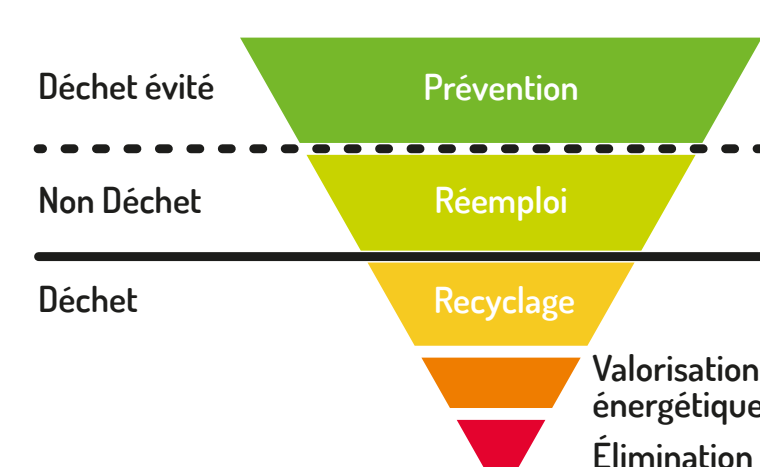 Déchet évité
Prévention
Non Déchet
Réemploi
Déchet
Recyclage
Valorisation
énergétique
Élimination